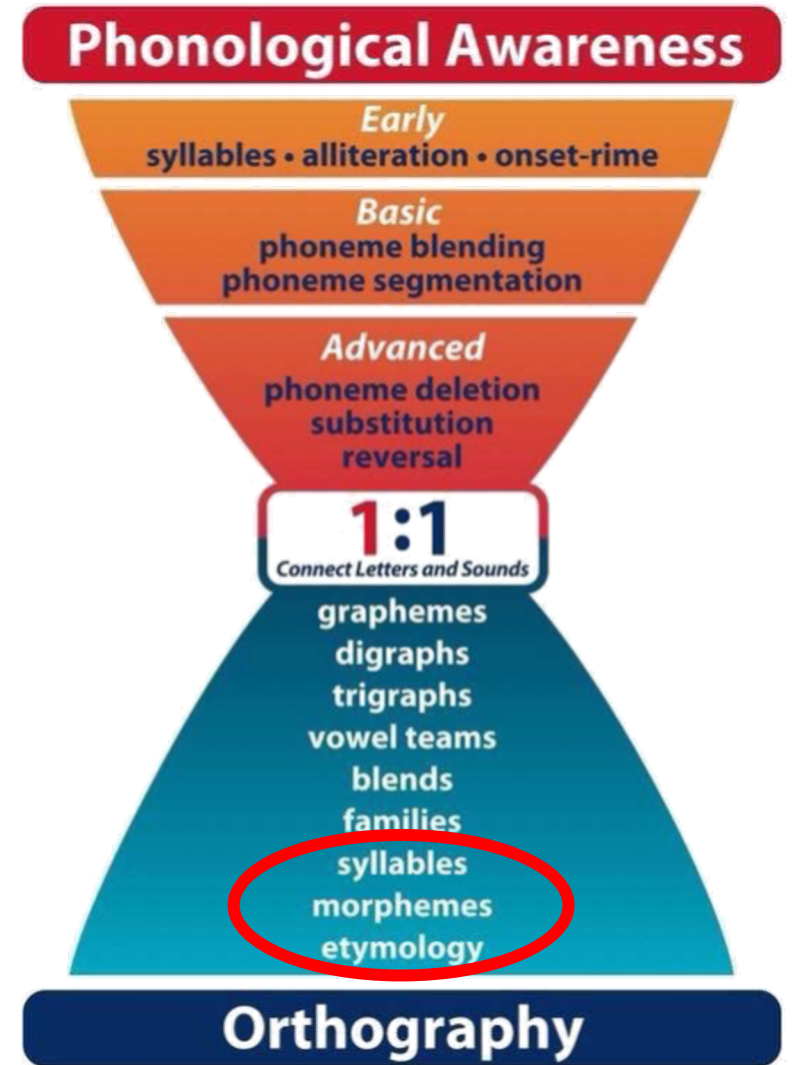 Phonological Awareness
Early
syllables • alliteration • onset-rime
Basic
phoneme blending
phoneme segmentation
Advanced
phoneme deletion
substitution
reversal
1:1
Connect Letters and Sounds
graphemes
digraphs
trigraphs
vowel teams
blends
families
syllables
morphemes
etymology
Orthography